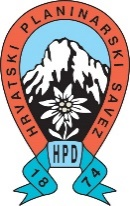 HRVATSKI PLANINARSKI SAVEZ
HPD
18 74